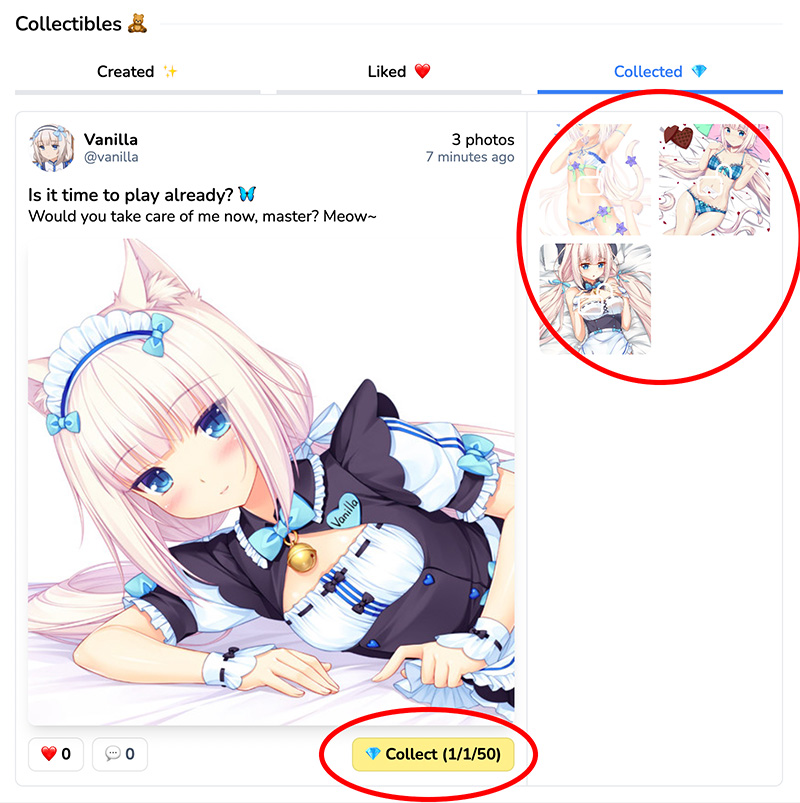 Collectibles 🧸
Created ✨
Liked ❤️
Collected 💎
Vanilla
@vanilla
3 photos
7 minutes ago
Is it time to play already? 🦋
Would you take care of me now, master? Meow~
Vanilla
❤️ 0
💬 0
💎 Collect (1/1/50)